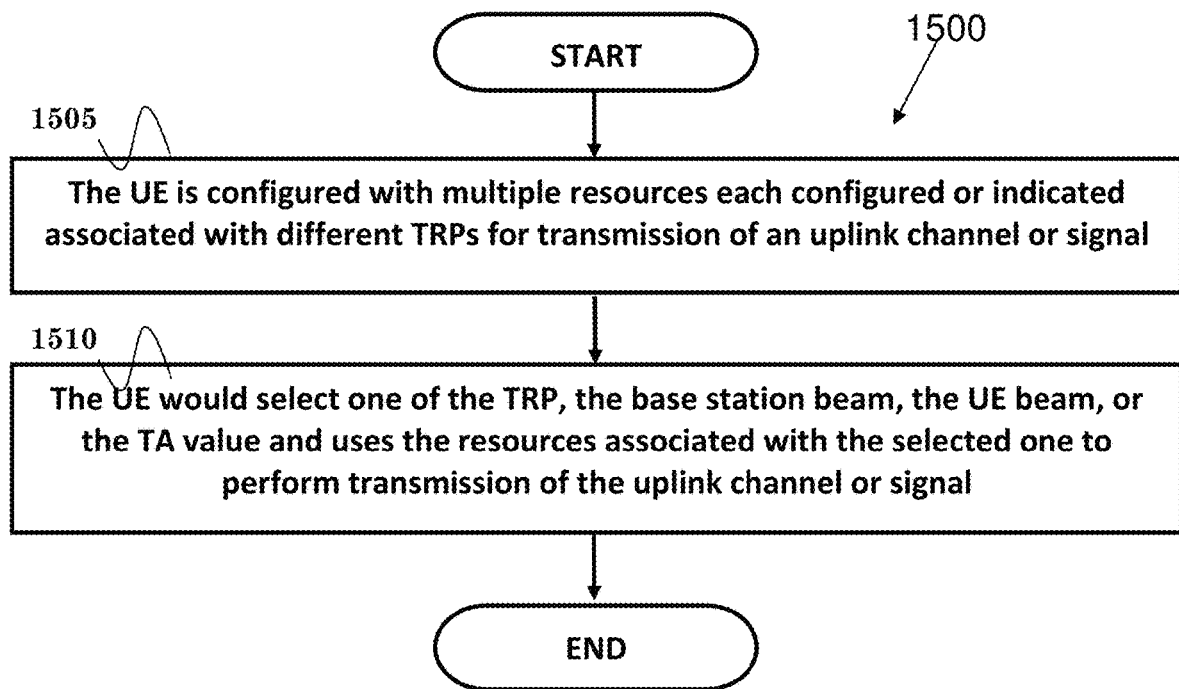 START
1500
1505
The UE is configured with multiple resources each configured or indicated
associated with different TRPs for transmission of an uplink channel or signal
1510
The UE would select one of the TRP, the base station beam, the UE beam, or
the TA value and uses the resources associated with the selected one to
perform transmission of the uplink channel or signal
END